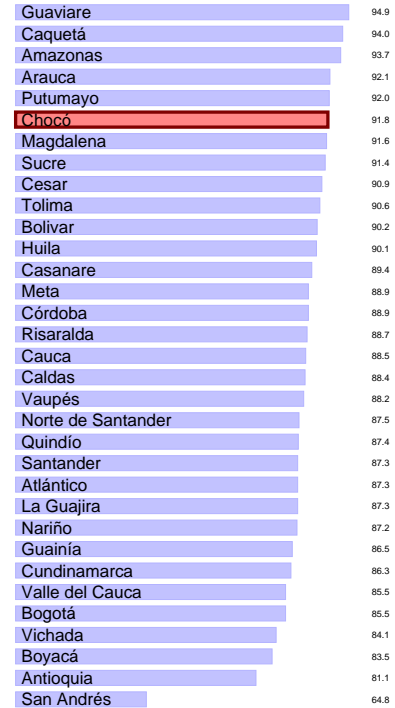 Guaviare 94.9
Caquetá 94.0
Amazonas 93.7
Arauca 92.1
Putumayo 92.0
Chocó 91.8
Magdalena 91.6
Sucre 91.4
Cesar 90.9
Tolima 90.6
Bolivar 90.2
Huila 90.1
Casanare 89.4
Meta 88.9
Córdoba 88.9
Risaralda 88.7
Cauca 88.5
Caldas 88.4
Vaupés 88.2
Norte de Santander 87.5
Quindío 87.4
Santander 87.3
Atlántico 87.3
La Guajira 87.3
Nariño 87.2
Guainía 86.5
Cundinamarca 86.3
Valle del Cauca 85.5
Bogotá 85.5
Vichada 84.1
Boyacá 83.5
Antioquia 81.1
San Andrés 64.8